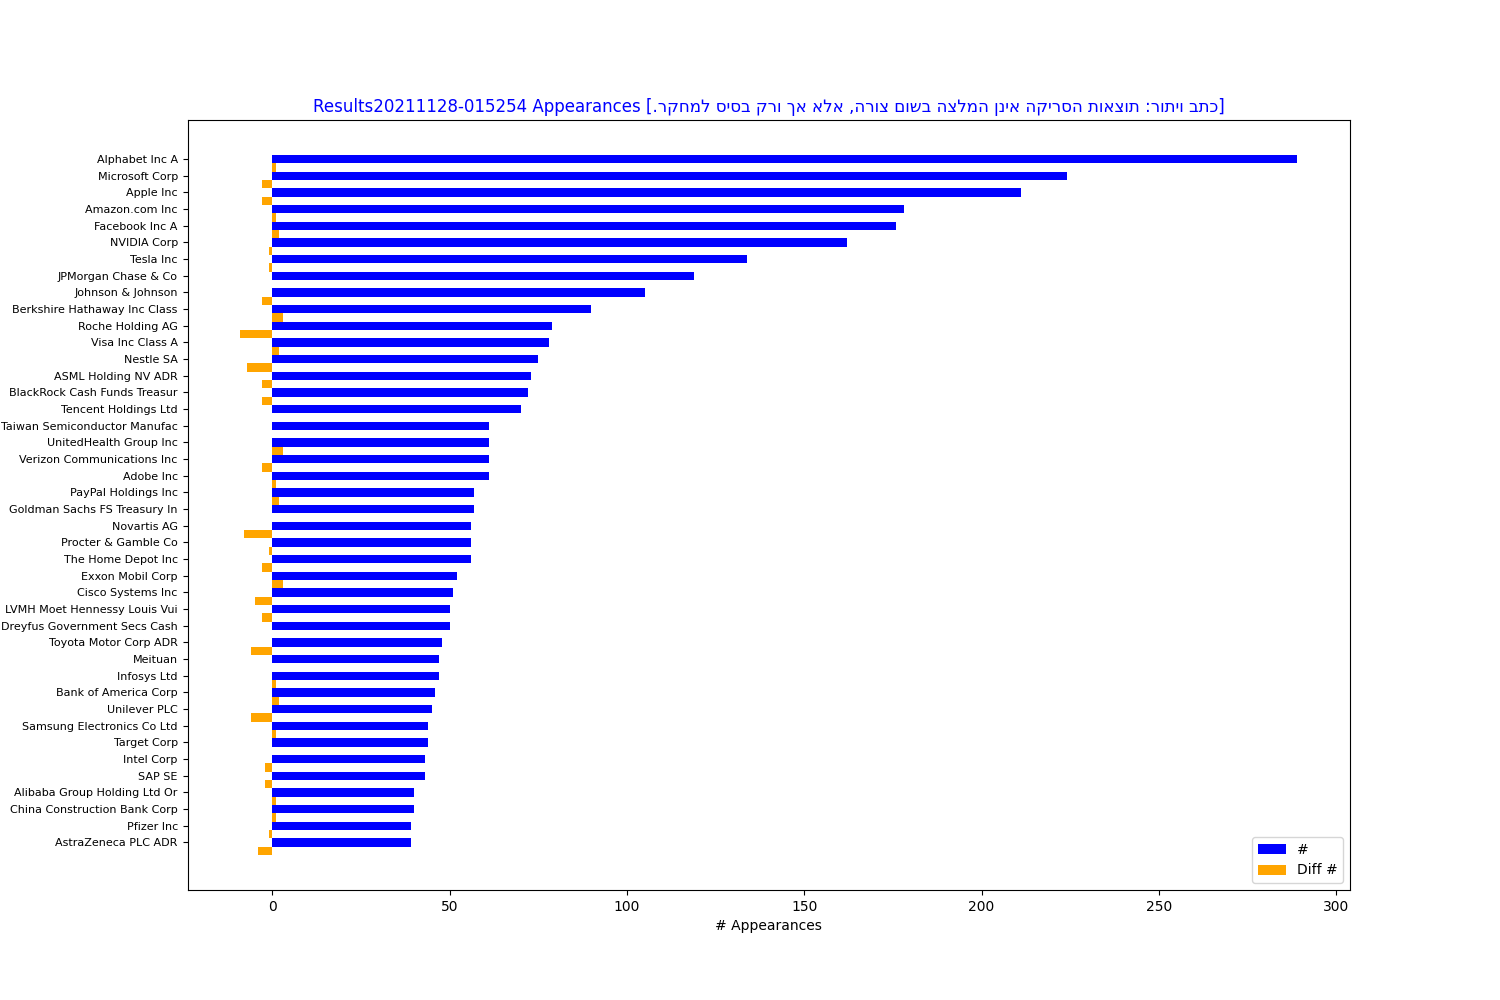 Results20211128-015254 Appearances [כתב ויתור: תוצאות הסריקה אינן המלצה בשום צורה, אלא אך ורק בסיס למחקר.]
Alphabet Inc A
Microsoft Corp
Apple Inc
Amazon.com Inc
Facebook Inc A
NVIDIA Corp
Tesla Inc
JPMorgan Chase & Co
Johnson & Johnson
Berkshire Hathaway Inc Class
Roche Holding AG
Visa Inc Class A
Nestle SA
ASML Holding NV ADR
BlackRock Cash Funds Treasur
Tencent Holdings Ltd
Taiwan Semiconductor Manufac
UnitedHealth Group Inc
Verizon Communications Inc
Adobe Inc
PayPal Holdings Inc
Goldman Sachs FS Treasury In
Novartis AG
Procter & Gamble Co
The Home Depot Inc
Exxon Mobil Corp
Cisco Systems Inc
LVMH Moet Hennessy Louis Vui
Dreyfus Government Secs Cash
Toyota Motor Corp ADR
Meituan
Infosys Ltd
Bank of America Corp
Unilever PLC
Samsung Electronics Co Ltd
Target Corp
Intel Corp
SAP SE
Alibaba Group Holding Ltd Or
China Construction Bank Corp
Pfizer Inc
AstraZeneca PLC ADR
#
Diff #
0 50 100 150 200 250 300
# Appearances